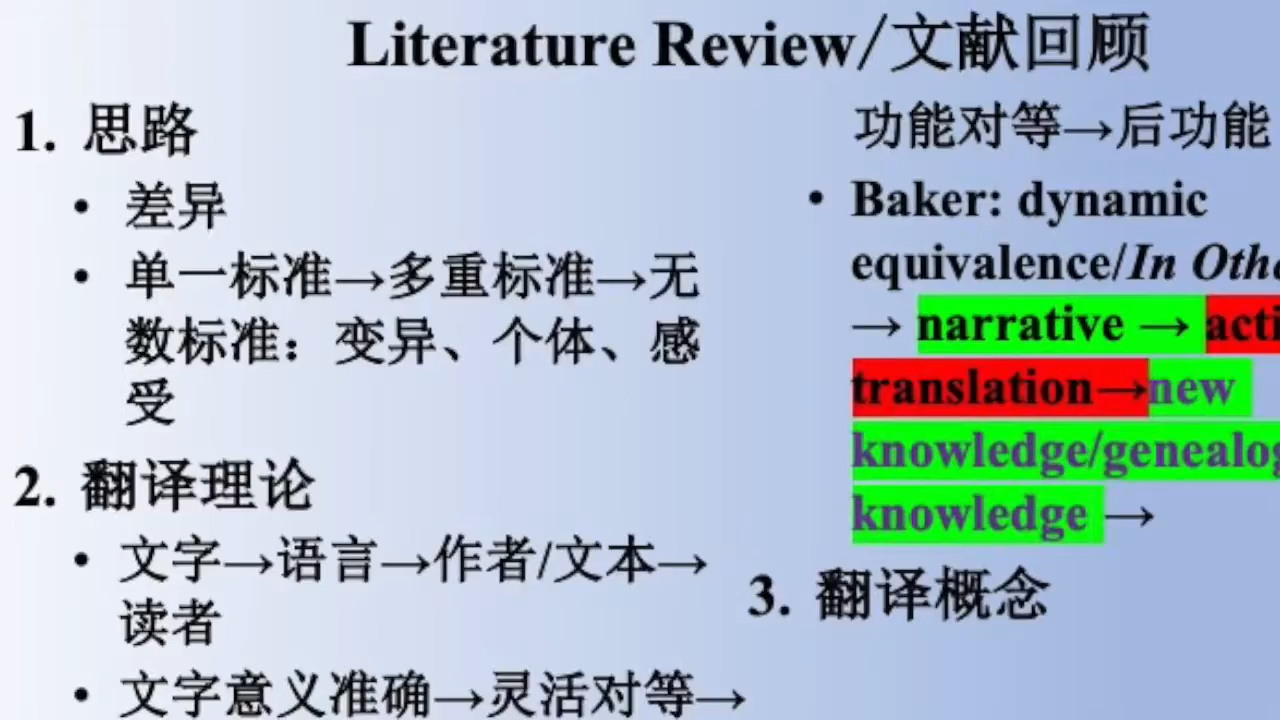 Literature Review/文献回顾
1. 思路
• 差异
• 单一标准→多重标准→无
数标准：变异、个体、感
受
2. 翻译理论
• 文字→语言→作者/文本→
读者
• 文字意义准确→灵活对等→
功能对等→后功能
• Baker: dynamic
equivalence/In Othe
→ narrative → acti
translation→new
knowledge/genealog
knowledge →
3. 翻译概念